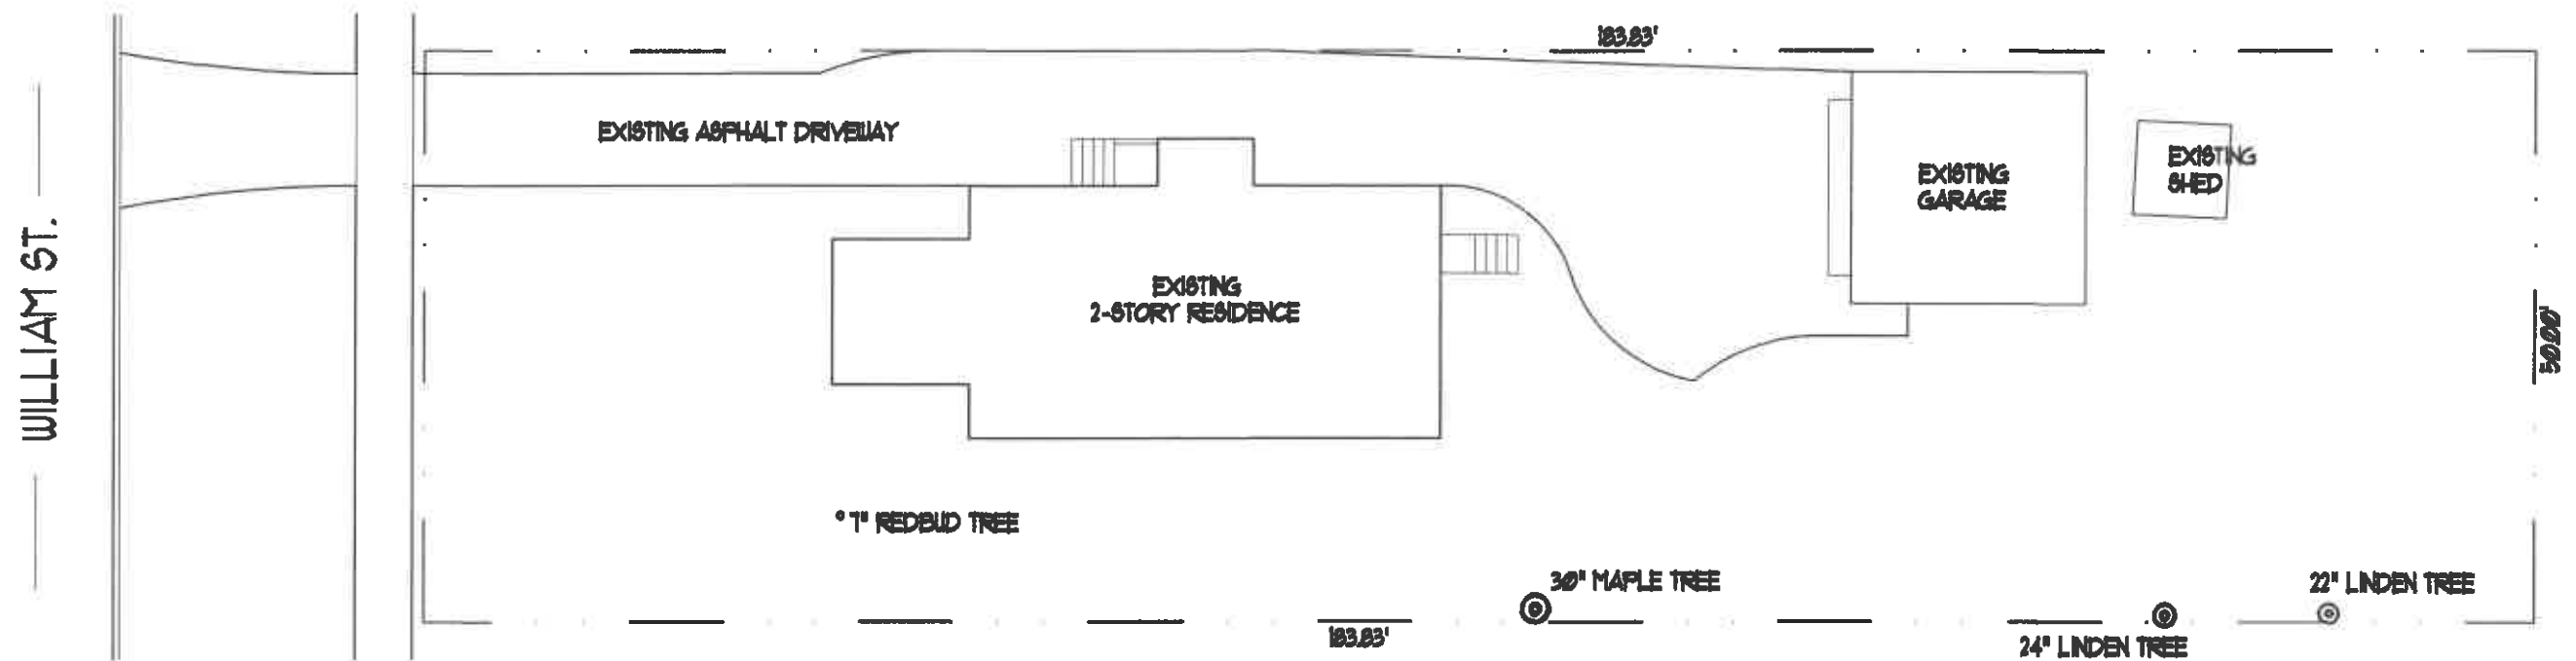 183.83'
EXISTING ASPHALT DRIVEWAY
EXISTING
SHED
EXISTING
GARAGE
WILLIAM ST.
EXISTING
2-STORY RESIDENCE
50.00'
7" REDBUD TREE
30" MAPLE TREE
22" LINDEN TREE
183.83'
24" LINDEN TREE